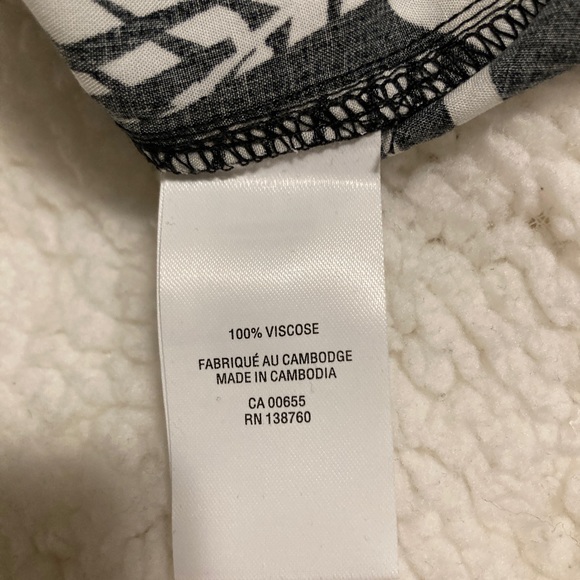 100% VISCOSE
FABRIQUÉ AU CAMBODGE
MADE IN CAMBODIA
CA 00655
RN 138760